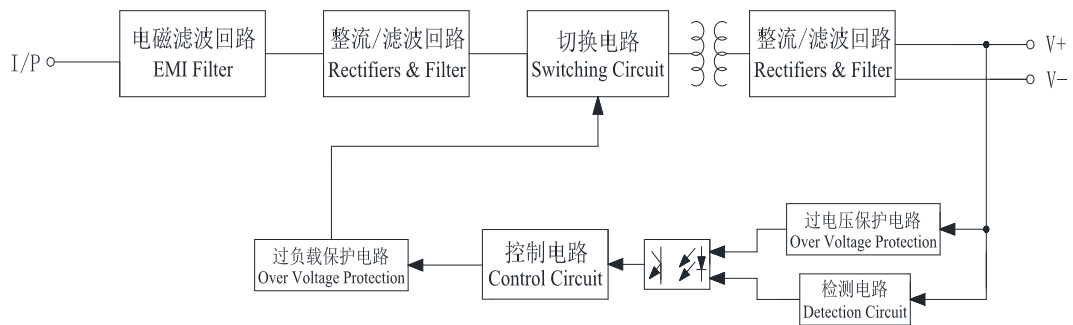 I/P
电磁滤波回路
EMI Filter
整流/滤波回路
Rectifiers & Filter
切换电路
Switching Circuit
整流/滤波回路
Rectifiers & Filter
V+
V-
过负载保护电路
Over Voltage Protection
控制电路
Control Circuit
过电压保护电路
Over Voltage Protection
检测电路
Detection Circuit